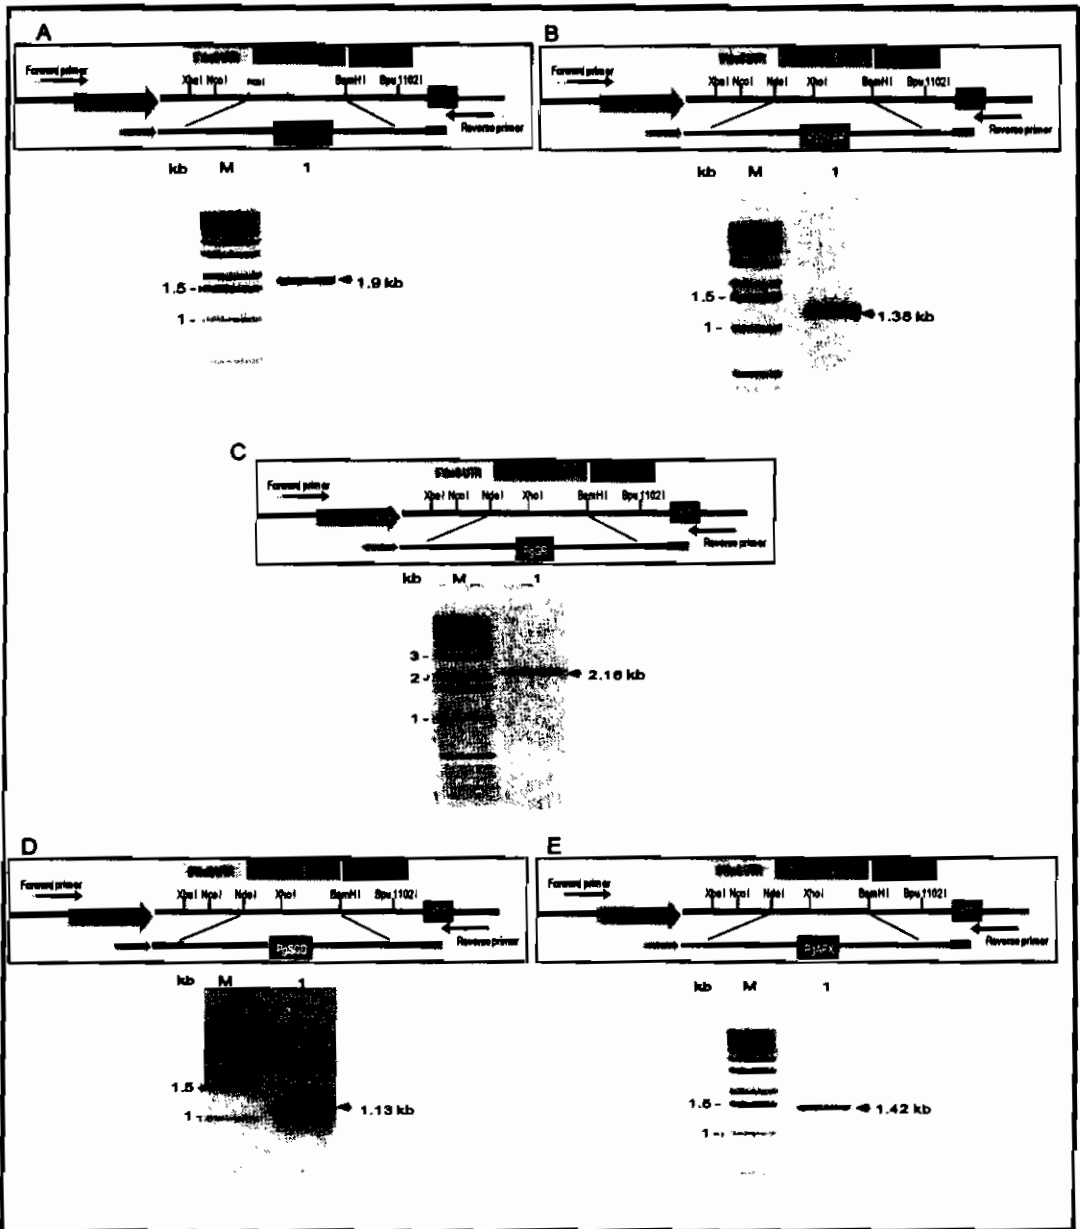 A
Forward primer
XbaI NcoI NdeI BamHI Bpu1102I
Reverse primer
kb M 1
1.5 -
1 -
1.9 kb
B
Forward primer
XbaI NcoI NdeI XhoI BamHI Bpu1102I
Reverse primer
kb M 1
1.5 -
1 -
1.38 kb
C
Forward primer
XbaI NcoI NdeI XhoI BamHI Bpu1102I
PgGR
Reverse primer
kb M 1
3 -
2 -
1 -
2.16 kb
D
Forward primer
XbaI NcoI NdeI XhoI BamHI Bpu1102I
PgSOD
Reverse primer
kb M 1
1.5
1
1.13 kb
E
Forward primer
XbaI NcoI NdeI XhoI BamHI Bpu1102I
PgAPX
Reverse primer
kb M 1
1.5 -
1 -
1.42 kb